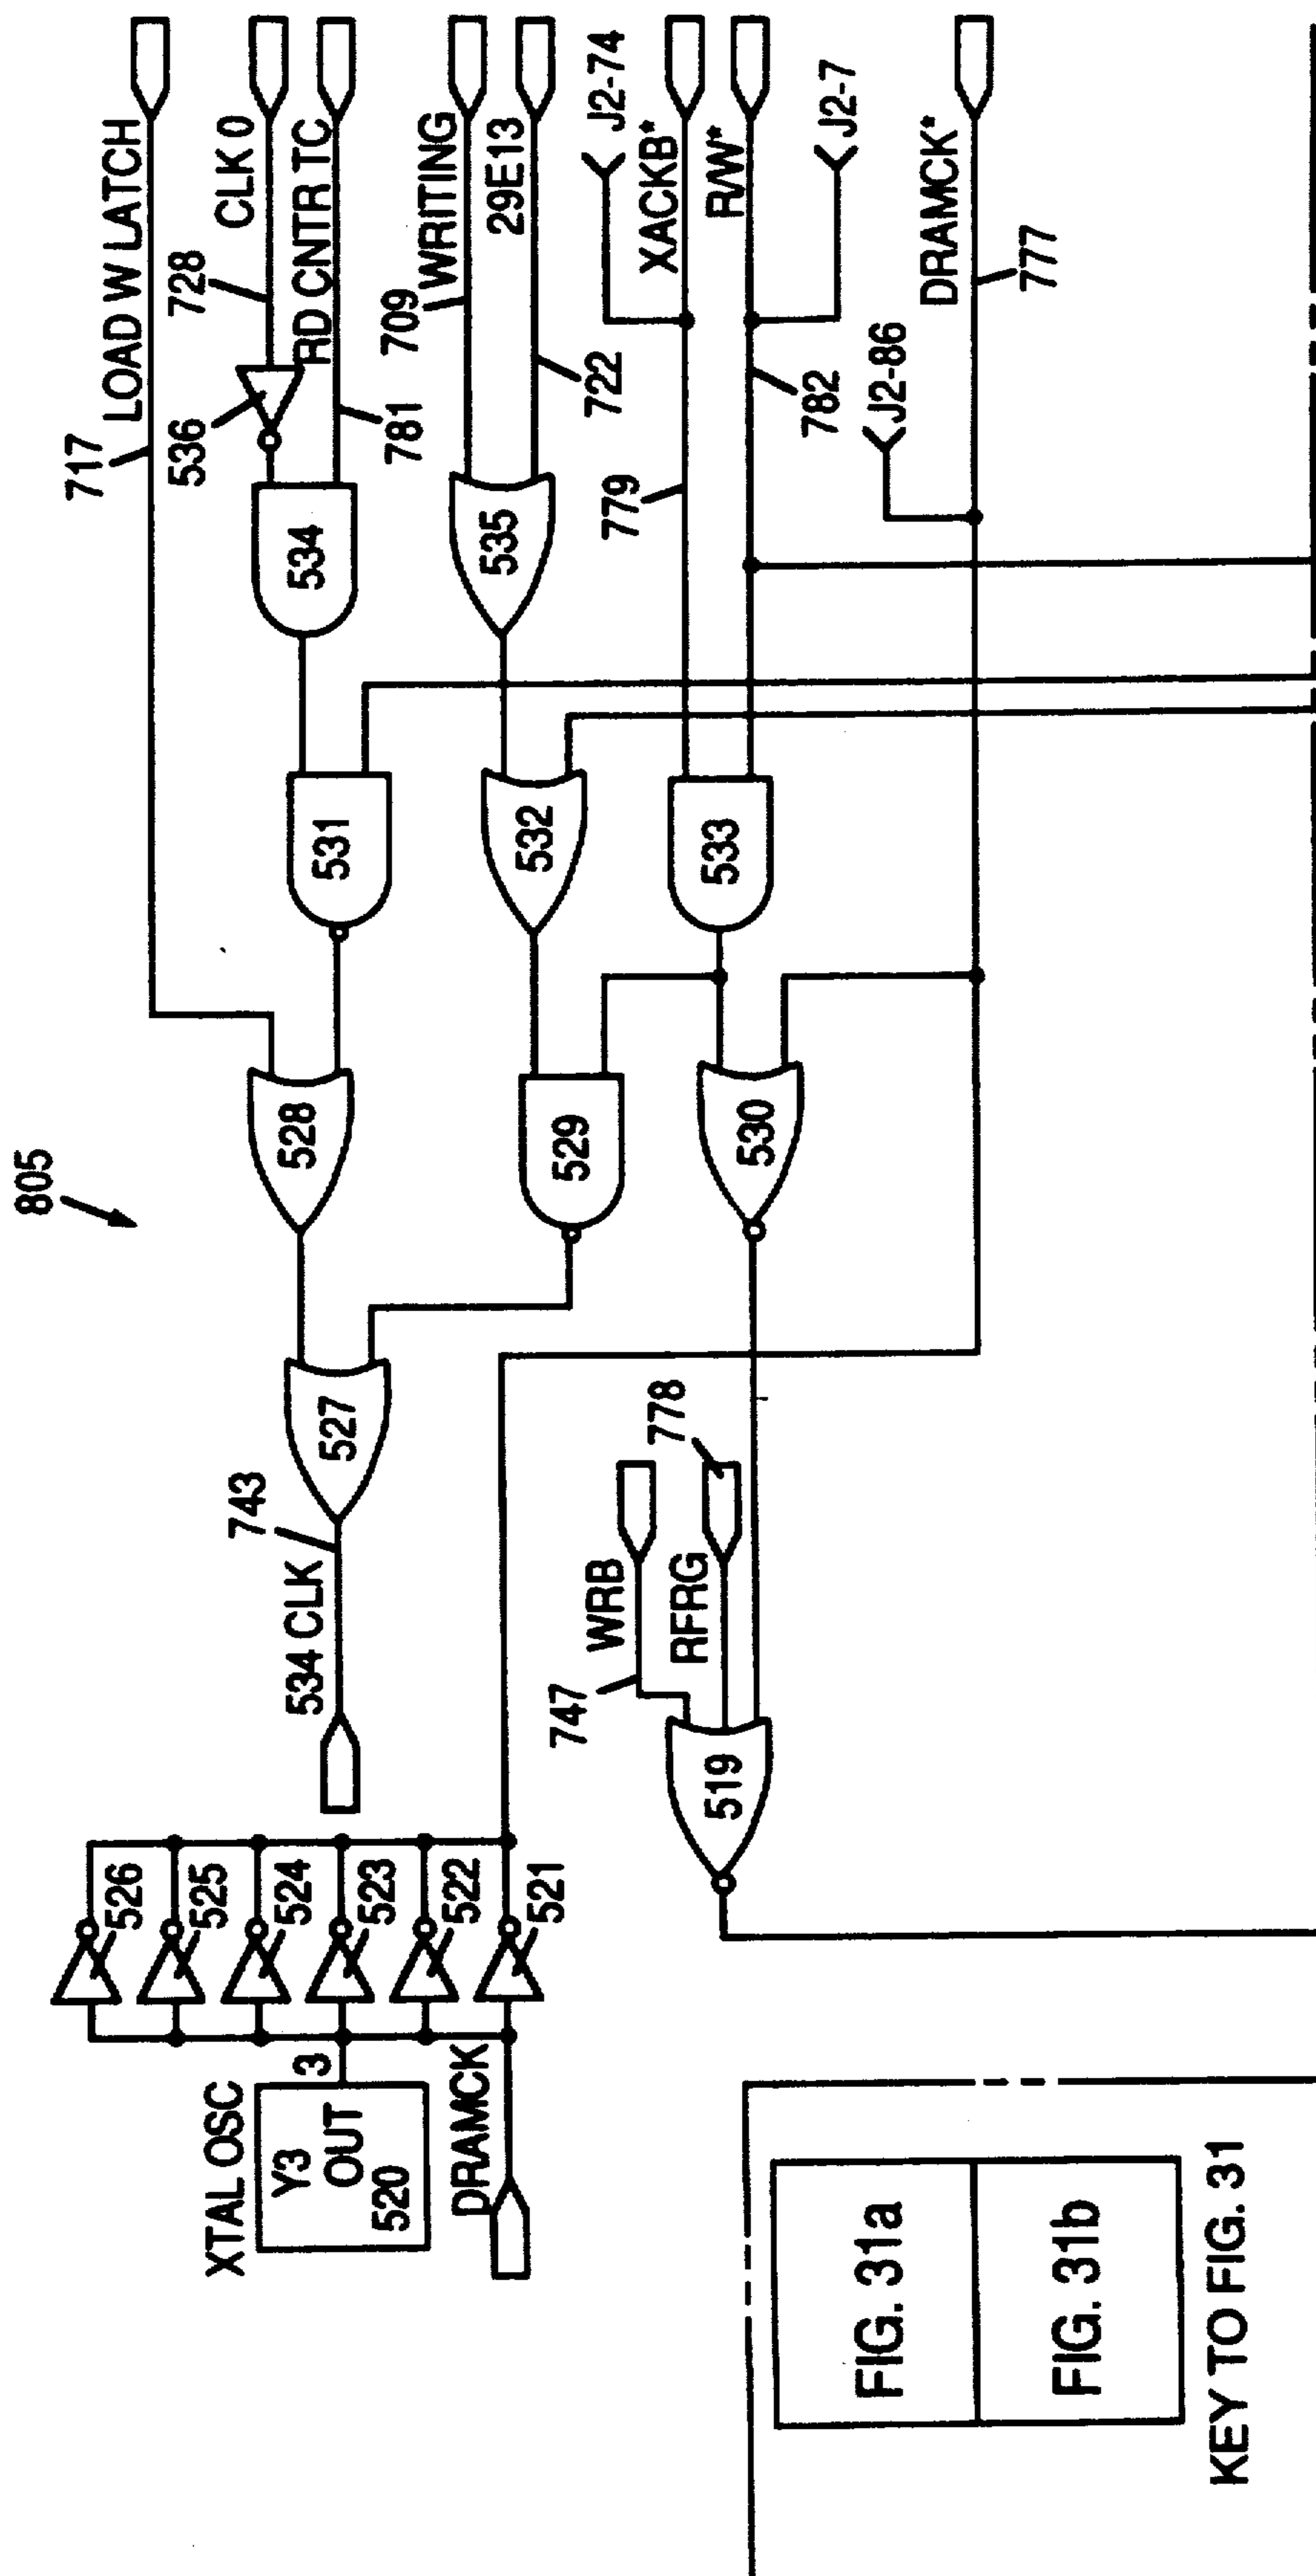 805
XTAL OSC
Y3
OUT
520
3
DRAMCK
526
525
524
523
522
521
534 CLK
743
527
528
717
LOAD W LATCH
531
534
536
728
CLK 0
RD CNTR TC
781
529
532
535
709
WRITING
29E13
722
J2-74
XACKB*
779
533
R/W*
782
J2-7
530
J2-86
DRAMCK*
777
WRB
747
RFRG
778
519
FIG. 31a
FIG. 31b
KEY TO FIG. 31